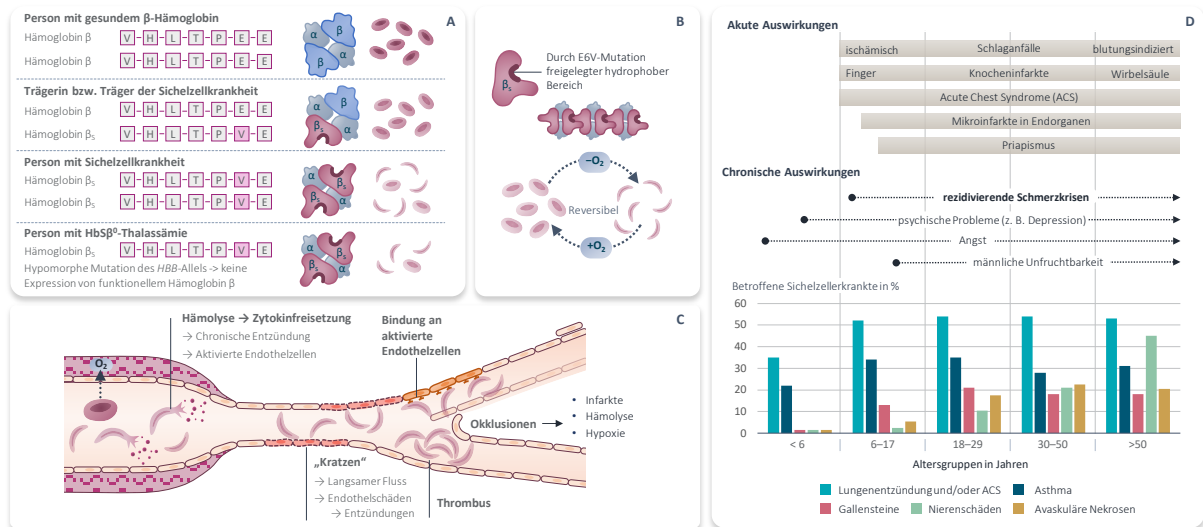 A
Person mit gesundem β-Hämoglobin
Hämoglobin β V H L T P E E
Hämoglobin β V H L T P E E
α β
β α
Trägerin bzw. Träger der Sichelzellkrankheit
Hämoglobin β V H L T P E E
Hämoglobin βS V H L T P V E
α β
βS α
Person mit Sichelzellkrankheit
Hämoglobin βS V H L T P V E
Hämoglobin βS V H L T P V E
α βS
βS α
Person mit HbSβ⁰-Thalassämie
Hämoglobin βS V H L T P V E
Hypomorphe Mutation des HBB-Allels -> keine
Expression von funktionellem Hämoglobin β
α βS
βS α
B
Durch E6V-Mutation
freigelegter hydrophober
Bereich
βS
−O₂
Reversibel
+O₂
C
Hämolyse → Zytokinfreisetzung
→ Chronische Entzündung
→ Aktivierte Endothelzellen
O₂
Bindung an
aktivierte
Endothelzellen
Okklusionen
• Infarkte
• Hämolyse
• Hypoxie
„Kratzen“
→ Langsamer Fluss
→ Endothelschäden
→ Entzündungen
Thrombus
D
Akute Auswirkungen
ischämisch Schlaganfälle blutungsindiziert
Finger Knocheninfarkte Wirbelsäule
Acute Chest Syndrome (ACS)
Mikroinfarkte in Endorganen
Priapismus
Chronische Auswirkungen
rezidivierende Schmerzkrisen
psychische Probleme (z. B. Depression)
Angst
männliche Unfruchtbarkeit
Betroffene Sichelzellerkrankte in %
60
50
40
30
20
10
0
< 6 6–17 18–29 30–50 >50
Altersgruppen in Jahren
Lungenentzündung und/oder ACS Asthma
Gallensteine Nierenschäden Avaskuläre Nekrosen